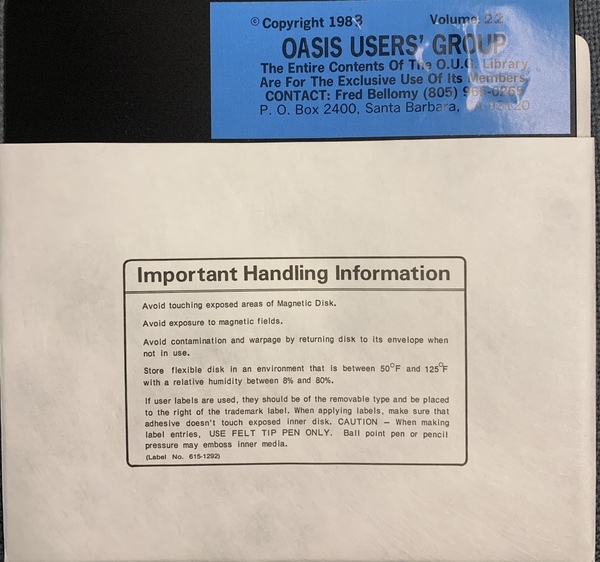 © Copyright 1983 Volume: 22
OASIS USERS' GROUP
The Entire Contents Of The O.U.G. Library
Are For The Exclusive Use Of Its Members.
CONTACT: Fred Bellomy (805)
P. O. Box 2400, Santa Barbara,
Important Handling Information
Avoid touching exposed areas of Magnetic Disk.
Avoid exposure to magnetic fields.
Avoid contamination and warpage by returning disk to its envelope when
not in use.
Store flexible disk in an environment that is between 50°F and 125°F
with a relative humidity between 8% and 80%.
If user labels are used, they should be of the removable type and be placed
to the right of the trademark label. When applying labels, make sure that
adhesive doesn't touch exposed inner disk. CAUTION – When making
label entries, USE FELT TIP PEN ONLY. Ball point pen or pencil
pressure may emboss inner media.
(Label No. 615-1292)